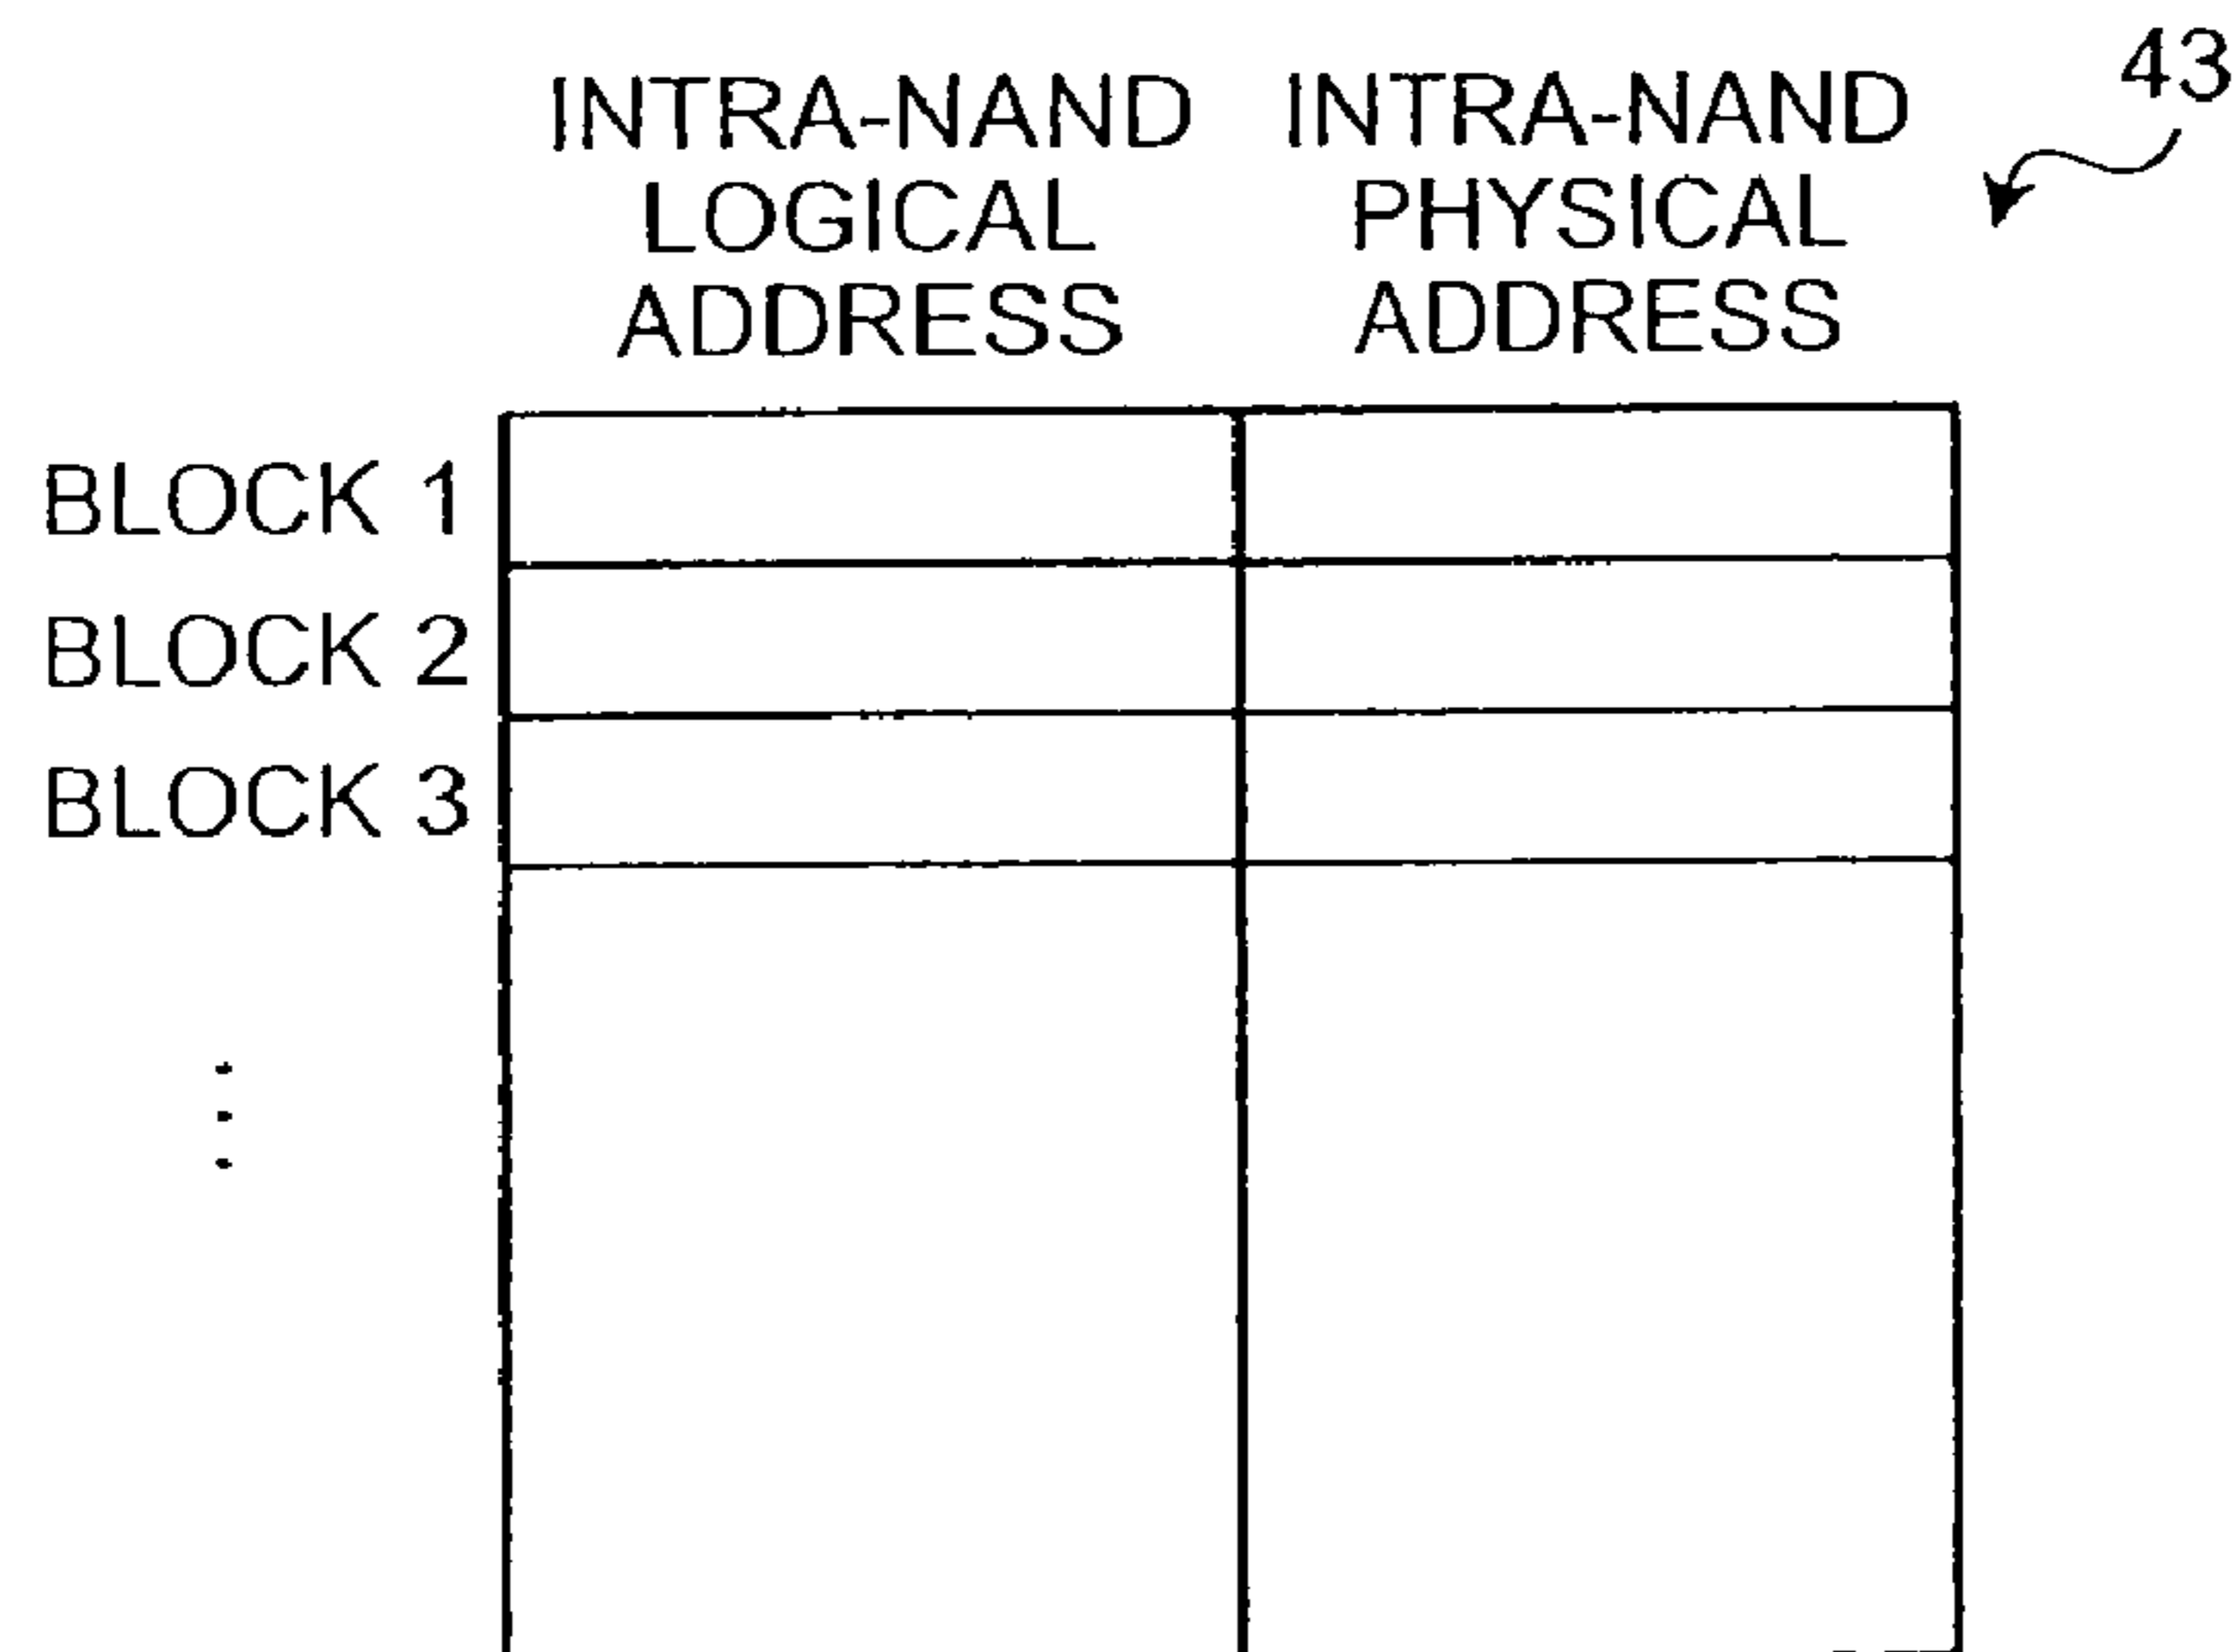 43
INTRA-NAND LOGICAL ADDRESS
INTRA-NAND PHYSICAL ADDRESS
BLOCK 1
BLOCK 2
BLOCK 3